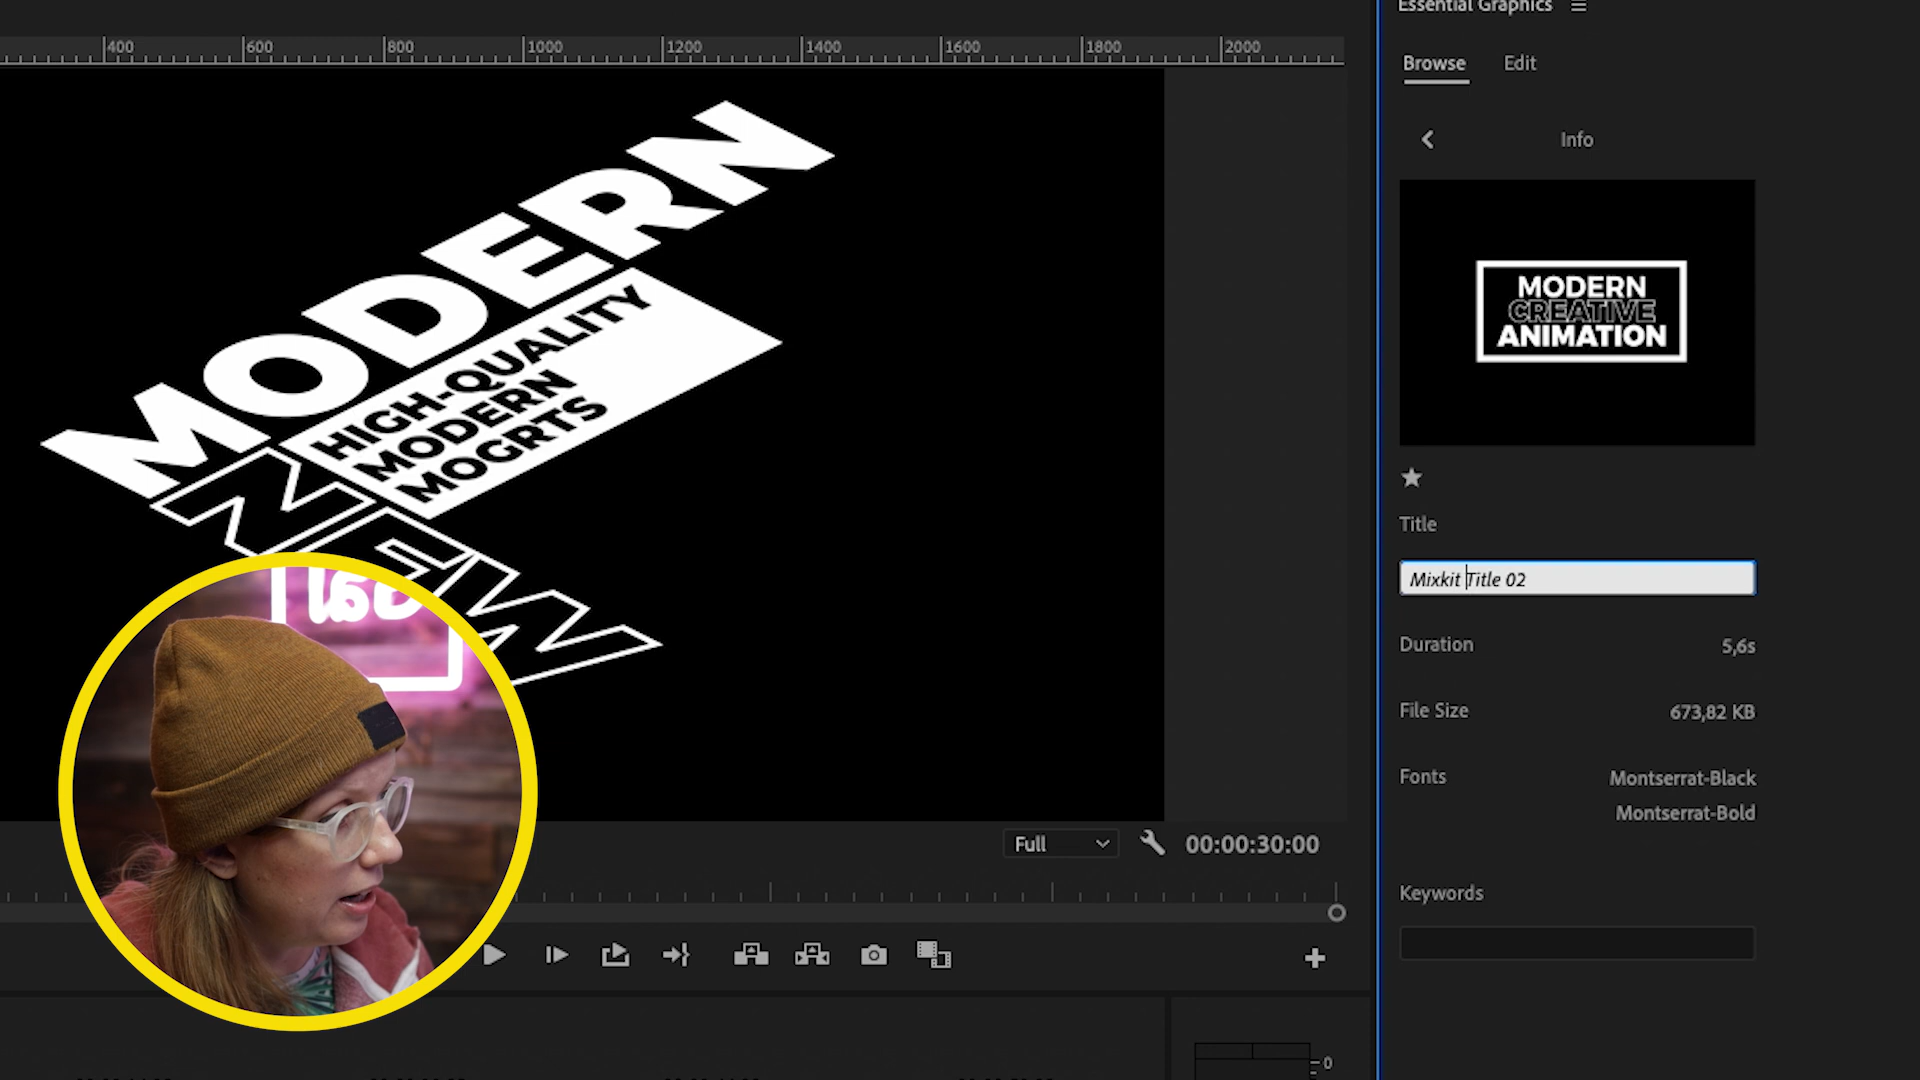 Essential Graphics
400 600 800 1000 1200 1400 1600 1800 2000
Browse Edit
Info
MODERN
HIGH-QUALITY
MODERN
MOGRTS
NEW
MODERN
CREATIVE
ANIMATION
Title
Mixkit Title 02
Duration 5,6s
File Size 673,82 KB
Fonts Montserrat-Black
Montserrat-Bold
Full 00:00:30:00
Keywords
0